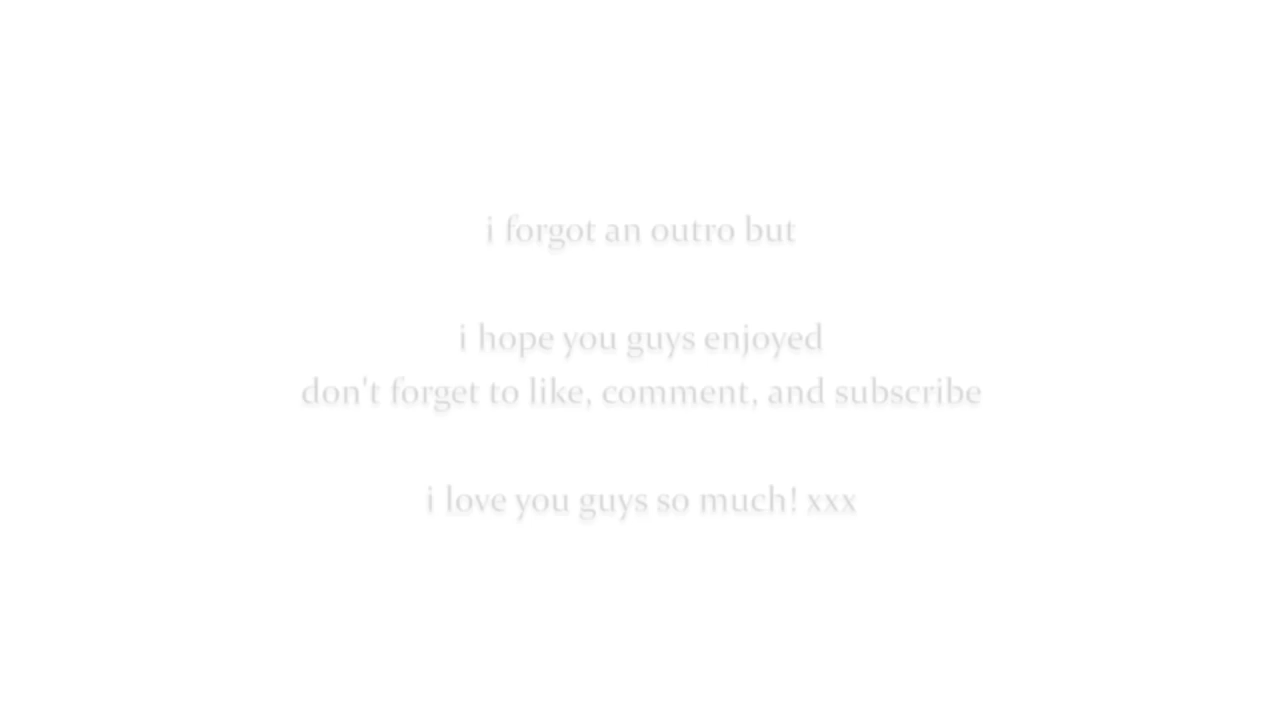 i forgot an outro but
i hope you guys enjoyed
don't forget to like, comment, and subscribe
i love you guys so much! xxx